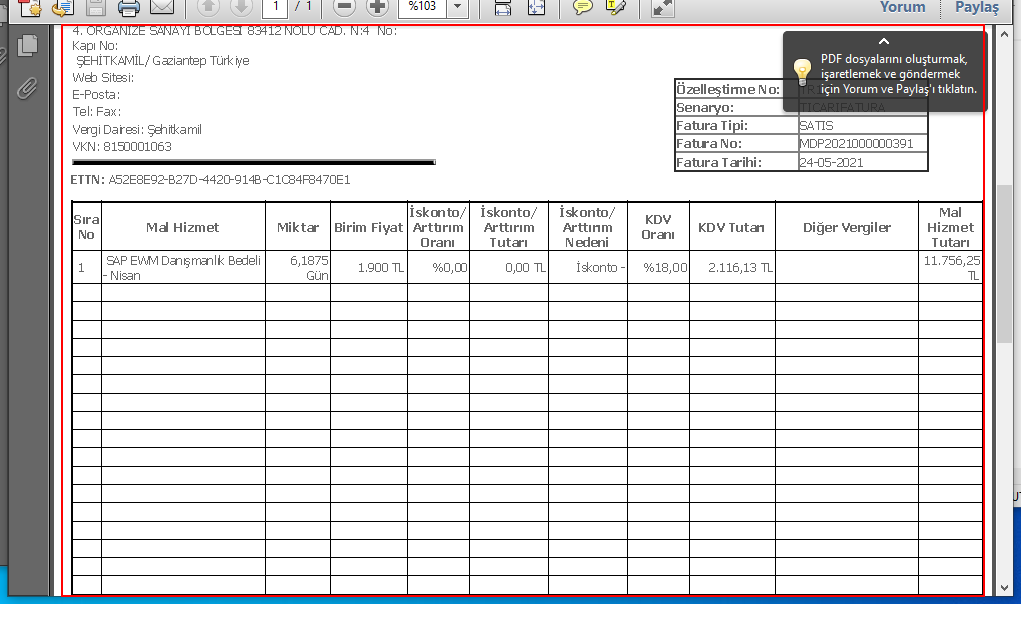 1 / 1
%103
Yorum
Paylaş
4. ORGANİZE SANAYİ BÖLGESİ 83412 NOLU CAD. N:4 No:
Kapı No:
ŞEHİTKAMİL/ Gaziantep Türkiye
Web Sitesi:
E-Posta:
Tel: Fax:
Vergi Dairesi: Şehitkamil
VKN: 8150001063
PDF dosyalarını oluşturmak,
işaretlemek ve göndermek
için Yorum ve Paylaş'ı tıklatın.
Özelleştirme No:
Senaryo: TICARIFATURA
Fatura Tipi: SATIS
Fatura No: MDP2021000000391
Fatura Tarihi: 24-05-2021
ETTN: A52E8E92-B27D-4420-914B-C1C84F8470E1
Sıra No Mal Hizmet Miktar Birim Fiyat İskonto/ Arttırım Oranı İskonto/ Arttırım Tutarı İskonto/ Arttırım Nedeni KDV Oranı KDV Tutarı Diğer Vergiler Mal Hizmet Tutarı
1 SAP EWM Danışmanlık Bedeli - Nisan 6,1875 Gün 1.900 TL %0,00 0,00 TL İskonto - %18,00 2.116,13 TL 11.756,25 TL